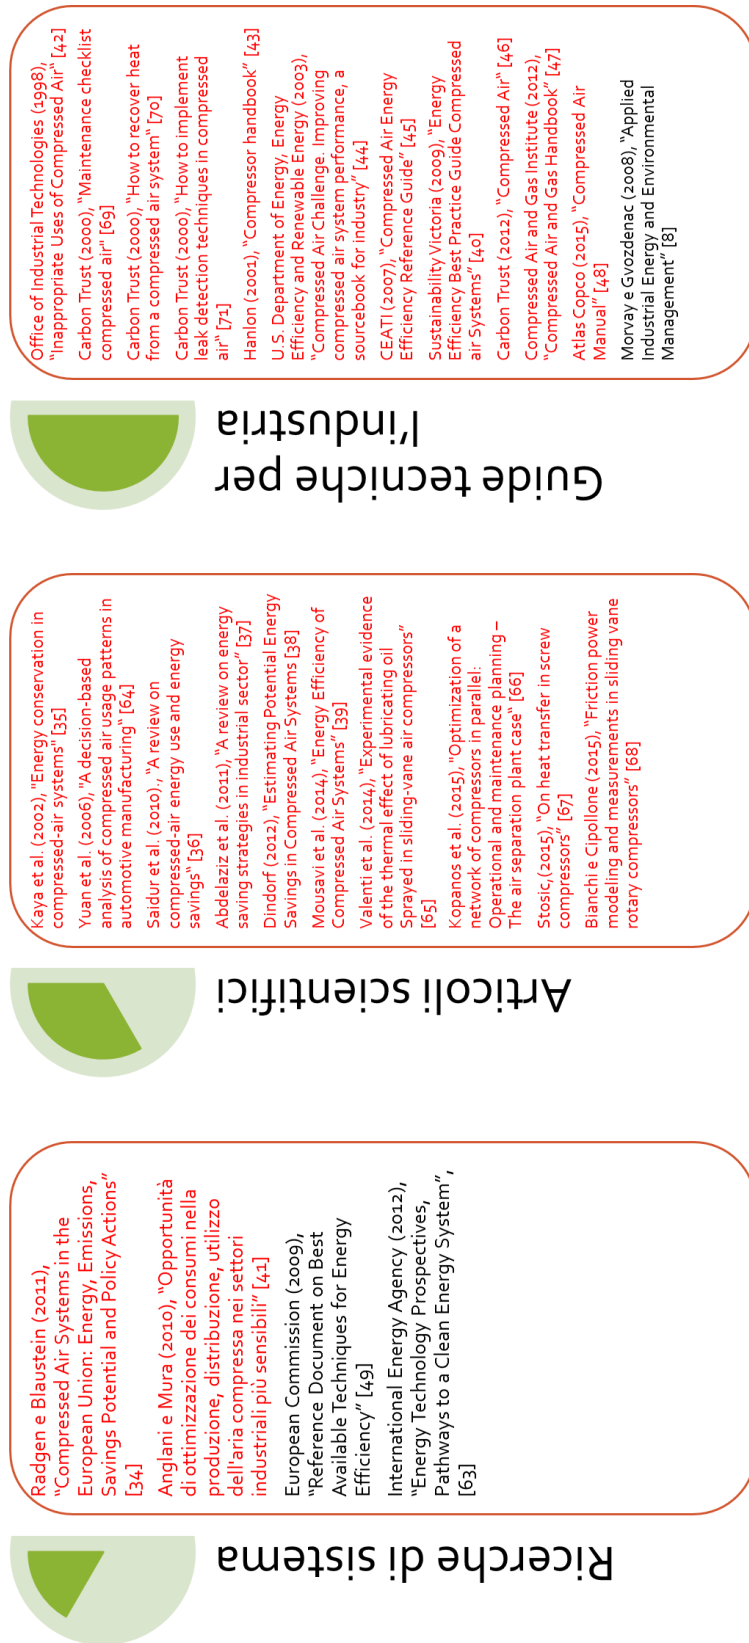 Ricerche di sistema
Radgen e Blaustein (2011),
“Compressed Air Systems in the
European Union: Energy, Emissions,
Savings Potential and Policy Actions”
[34]
Anglani e Mura (2010), “Opportunità
di ottimizzazione dei consumi nella
produzione, distribuzione, utilizzo
dell'aria compressa nei settori
industriali più sensibili” [41]
European Commission (2009),
“Reference Document on Best
Available Techniques for Energy
Efficiency” [49]
International Energy Agency (2012),
“Energy Technology Prospectives,
Pathways to a Clean Energy System”,
[63]
Articoli scientifici
Kaya et al. (2002), "Energy conservation in
compressed-air systems" [35]
Yuan et al. (2006), "A decision-based
analysis of compressed air usage patterns in
automotive manufacturing“ [64]
Saidur et al. (2010)., “A review on
compressed-air energy use and energy
savings“ [36]
Abdelaziz et al. (2011), “A review on energy
saving strategies in industrial sector” [37]
Dindorf (2012), “Estimating Potential Energy
Savings in Compressed Air Systems [38]
Mousavi et al. (2014), “Energy Efficiency of
Compressed Air Systems” [39]
Valenti et al. (2014), “Experimental evidence
of the thermal effect of lubricating oil
Sprayed in sliding-vane air compressors”
[65]
Kopanos et al. (2015), "Optimization of a
network of compressors in parallel:
Operational and maintenance planning –
The air separation plant case“ [66]
Stosic,(2015), “On heat transfer in screw
compressors” [67]
Bianchi e Cipollone (2015), “Friction power
modeling and measurements in sliding vane
rotary compressors” [68]
Guide tecniche per
l’industria
Office of Industrial Technologies (1998),
“Inappropriate Uses of Compressed Air“ [42]
Carbon Trust (2000), “Maintenance checklist
compressed air“ [69]
Carbon Trust (2000), “How to recover heat
from a compressed air system“ [70]
Carbon Trust (2000), “How to implement
leak detection techniques in compressed
air“ [71]
Hanlon (2001), “Compressor handbook” [43]
U.S. Department of Energy, Energy
Efficiency and Renewable Energy (2003),
“Compressed Air Challenge. Improving
compressed air system performance, a
sourcebook for industry” [44]
CEATI (2007), “Compressed Air Energy
Efficiency Reference Guide” [45]
Sustainability Victoria (2009), “Energy
Efficiency Best Practice Guide Compressed
air Systems” [40]
Carbon Trust (2012), “Compressed Air“ [46]
Compressed Air and Gas Institute (2012),
“Compressed Air and Gas Handbook” [47]
Atlas Copco (2015), “Compressed Air
Manual” [48]
Morvay e Gvozdenac (2008), “Applied
Industrial Energy and Environmental
Management” [8]